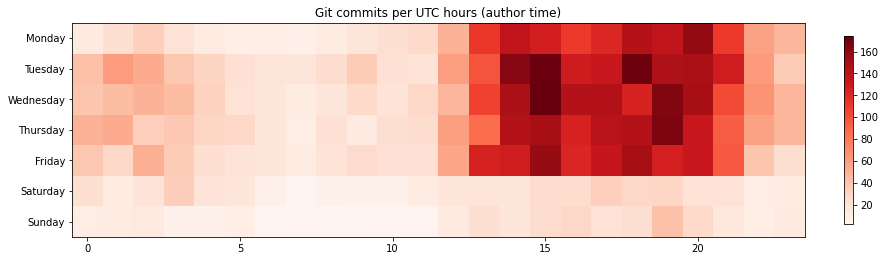 Git commits per UTC hours (author time)
Monday
Tuesday
Wednesday
Thursday
Friday
Saturday
Sunday
0 5 10 15 20
160
140
120
100
80
60
40
20